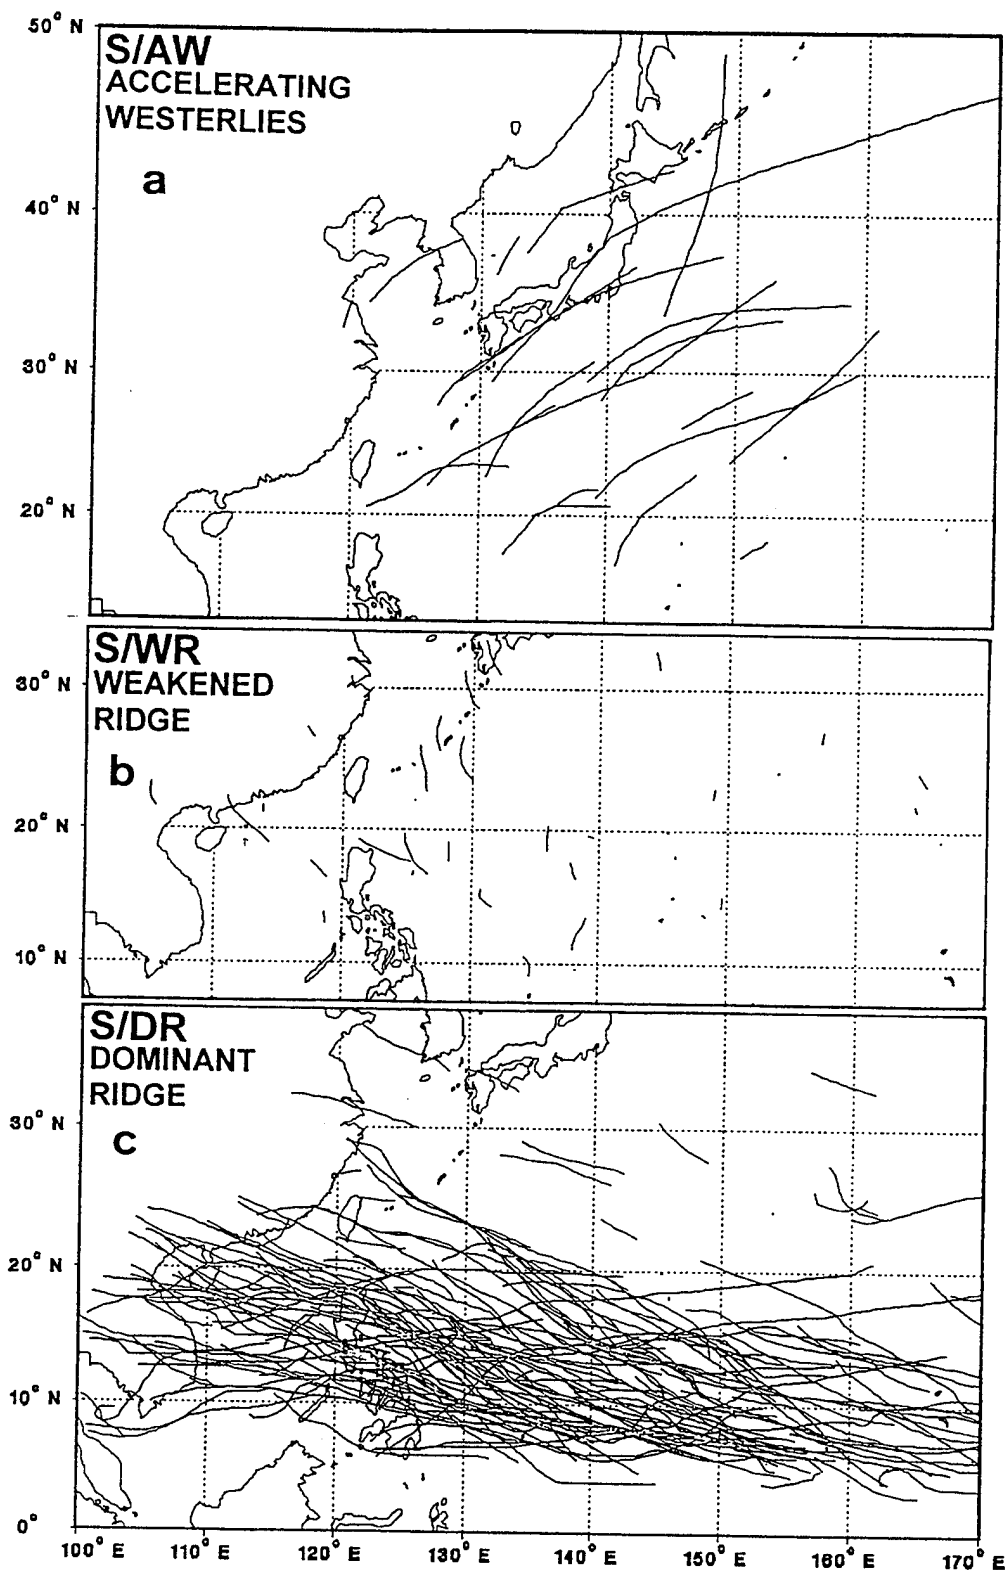 50° N
S/AW
ACCELERATING
WESTERLIES
a
40° N
30° N
20° N
S/WR
WEAKENED
RIDGE
30° N
b
20° N
10° N
S/DR
DOMINANT
RIDGE
30° N
c
20° N
10° N
0°
100° E 110° E 120° E 130° E 140° E 150° E 160° E 170° E